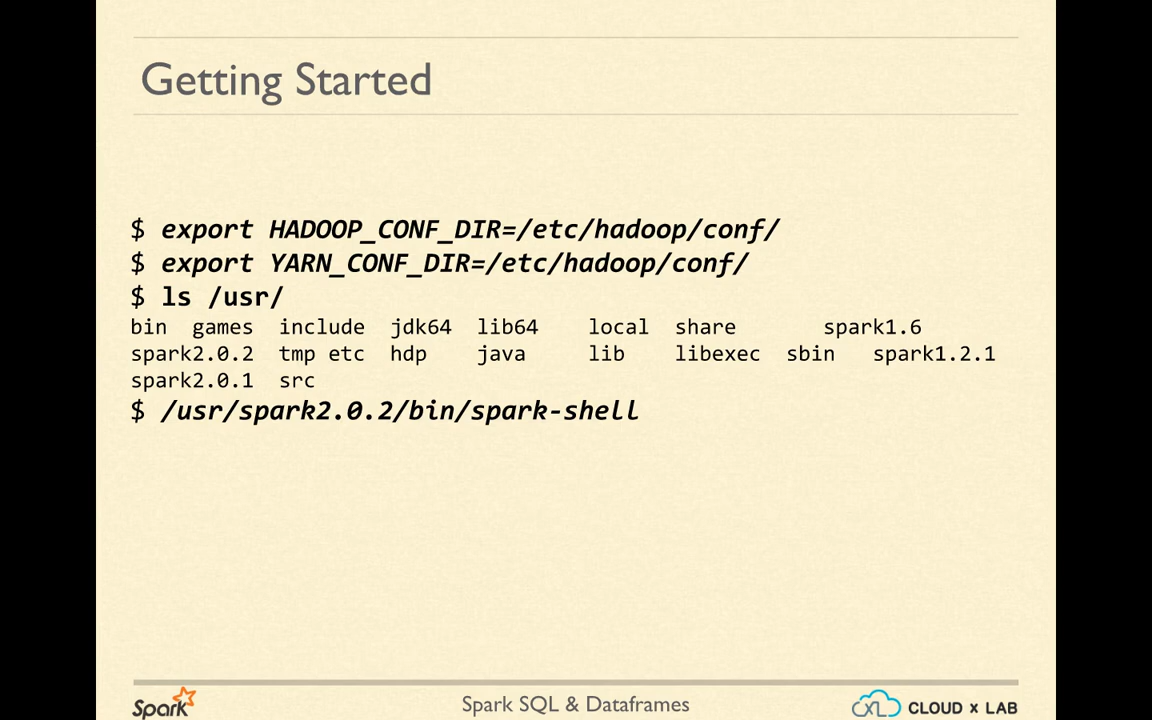 Getting Started
$ export HADOOP_CONF_DIR=/etc/hadoop/conf/
$ export YARN_CONF_DIR=/etc/hadoop/conf/
$ ls /usr/
bin games include jdk64 lib64 local share spark1.6
spark2.0.2 tmp etc hdp java lib libexec sbin spark1.2.1
spark2.0.1 src
$ /usr/spark2.0.2/bin/spark-shell
Spark
Spark SQL & Dataframes
CXL CLOUD x LAB